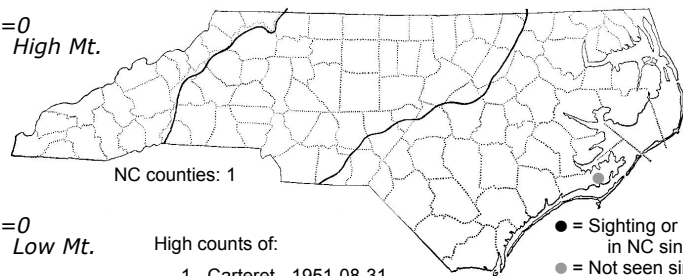 =0
High Mt.
NC counties: 1
=0
Low Mt.
High counts of:
1 - Carteret - 1951-08-31
● = Sighting or
in NC sin
● = Not seen si